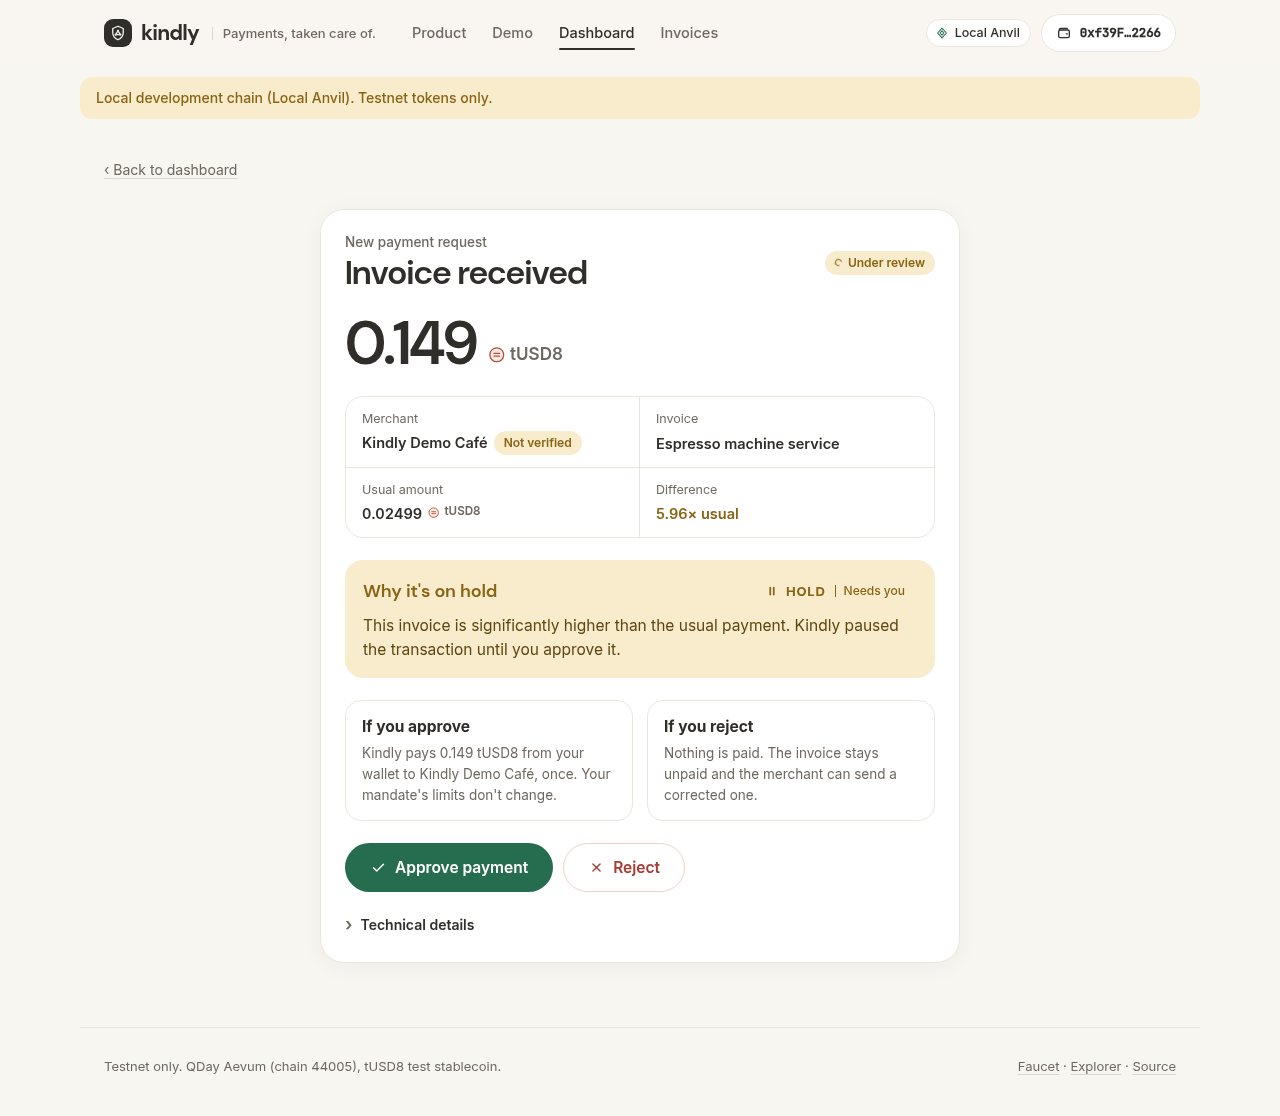 kindly
Payments, taken care of.
Product
Demo
Dashboard
Invoices
Local Anvil
0xf39F…2266
Local development chain (Local Anvil). Testnet tokens only.
‹ Back to dashboard
New payment request
Invoice received
Under review
0.149 tUSD8
Merchant
Kindly Demo Café Not verified
Invoice
Espresso machine service
Usual amount
0.02499 tUSD8
Difference
5.96× usual
Why it's on hold
HOLD | Needs you
This invoice is significantly higher than the usual payment. Kindly paused
the transaction until you approve it.
If you approve
Kindly pays 0.149 tUSD8 from your
wallet to Kindly Demo Café, once. Your
mandate's limits don't change.
If you reject
Nothing is paid. The invoice stays
unpaid and the merchant can send a
corrected one.
Approve payment
Reject
› Technical details
Testnet only. QDay Aevum (chain 44005), tUSD8 test stablecoin.
Faucet · Explorer · Source